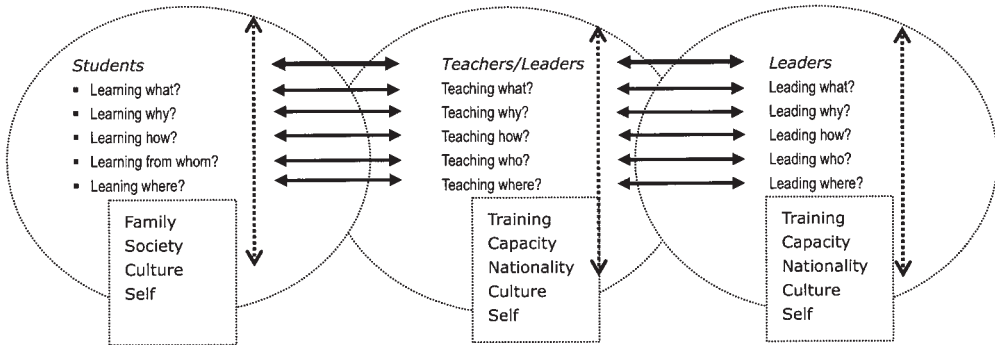 Students
▪ Learning what?
▪ Learning why?
▪ Learning how?
▪ Learning from whom?
▪ Leaning where?
Family
Society
Culture
Self
Teachers/Leaders
Teaching what?
Teaching why?
Teaching how?
Teaching who?
Teaching where?
Training
Capacity
Nationality
Culture
Self
Leaders
Leading what?
Leading why?
Leading how?
Leading who?
Leading where?
Training
Capacity
Nationality
Culture
Self